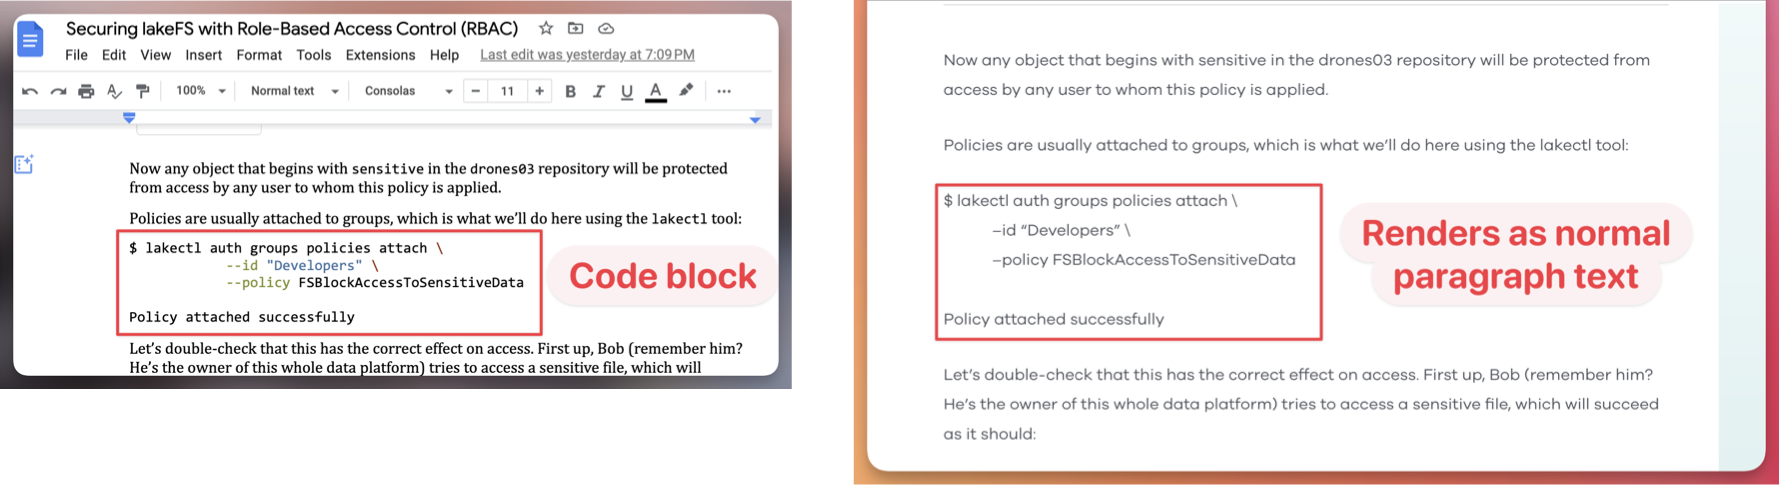 Securing lakeFS with Role-Based Access Control (RBAC)
File Edit View Insert Format Tools Extensions Help Last edit was yesterday at 7:09 PM
100% Normal text Consolas − 11 + B I U A ...
Now any object that begins with sensitive in the drones03 repository will be protected
from access by any user to whom this policy is applied.
Policies are usually attached to groups, which is what we’ll do here using the lakectl tool:
$ lakectl auth groups policies attach \
--id "Developers" \
--policy FSBlockAccessToSensitiveData
Policy attached successfully
Code block
Let’s double-check that this has the correct effect on access. First up, Bob (remember him?
He’s the owner of this whole data platform) tries to access a sensitive file, which will
Now any object that begins with sensitive in the drones03 repository will be protected from
access by any user to whom this policy is applied.
Policies are usually attached to groups, which is what we’ll do here using the lakectl tool:
$ lakectl auth groups policies attach \
–id “Developers” \
–policy FSBlockAccessToSensitiveData
Policy attached successfully
Renders as normal
paragraph text
Let’s double-check that this has the correct effect on access. First up, Bob (remember him?
He’s the owner of this whole data platform) tries to access a sensitive file, which will succeed
as it should: